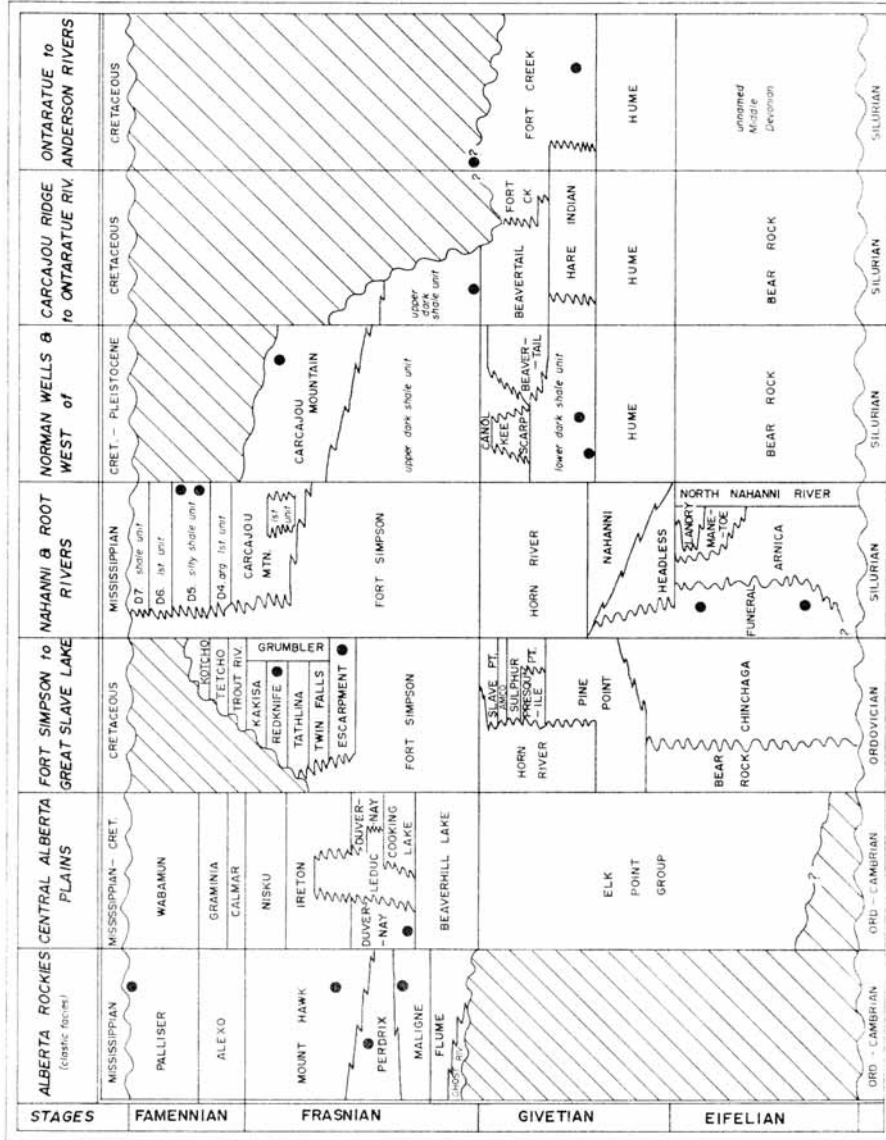 STAGES
FAMENNIAN
FRASNIAN
GIVETIAN
EIFELIAN
ALBERTA ROCKIES
(clastic facies)
MISSISSIPPIAN
PALLISER
ALEXO
MOUNT HAWK
PERDRIX
MALIGNE
FLUME
GHOST RIV.
ORD - CAMBRIAN
CENTRAL ALBERTA
PLAINS
MISSISSIPPIAN - CRET.
WABAMUN
GRAMINIA
CALMAR
NISKU
IRETON
DUVER-
-NAY
LEDUC
DUVER-
-NAY
COOKING
LAKE
BEAVERHILL LAKE
ELK
POINT
GROUP
?
ORD - CAMBRIAN
FORT SIMPSON to
GREAT SLAVE LAKE
CRETACEOUS
KOTCHO
TETCHO
TROUT RIV.
GRUMBLER
KAKISA
REDKNIFE
TATHLINA
TWIN FALLS
ESCARPMENT
FORT SIMPSON
SLAVE PT.
AMCO
SULPHUR PT.
PRESQU'
-ILE
HORN
RIVER
PINE
POINT
CHINCHAGA
BEAR
ROCK
ORDOVICIAN
NAHANNI & ROOT
RIVERS
MISSISSIPPIAN
D7. shale unit
D6. lst. unit
D5. silty shale unit
D4. arg. lst. unit
CARCAJOU
MTN.
lst.
unit
FORT SIMPSON
HORN RIVER
NAHANNI
HEADLESS
NORTH NAHANNI RIVER
LANDRY
MANE-
-TOE
ARNICA
FUNERAL
?
SILURIAN
NORMAN WELLS &
WEST of
CRET. - PLEISTOCENE
CARCAJOU
MOUNTAIN
upper dark shale unit
CANOL
KEE
SCARP
BEAVER-
-TAIL
lower dark shale unit
HUME
BEAR ROCK
SILURIAN
CARCAJOU RIDGE
to ONTARATUE RIV.
CRETACEOUS
upper
dark
shale unit
?
BEAVERTAIL
FORT
CK
HARE INDIAN
HUME
BEAR ROCK
SILURIAN
ONTARATUE to
ANDERSON RIVERS
CRETACEOUS
?
FORT CREEK
HUME
unnamed
Middle
Devonian
SILURIAN